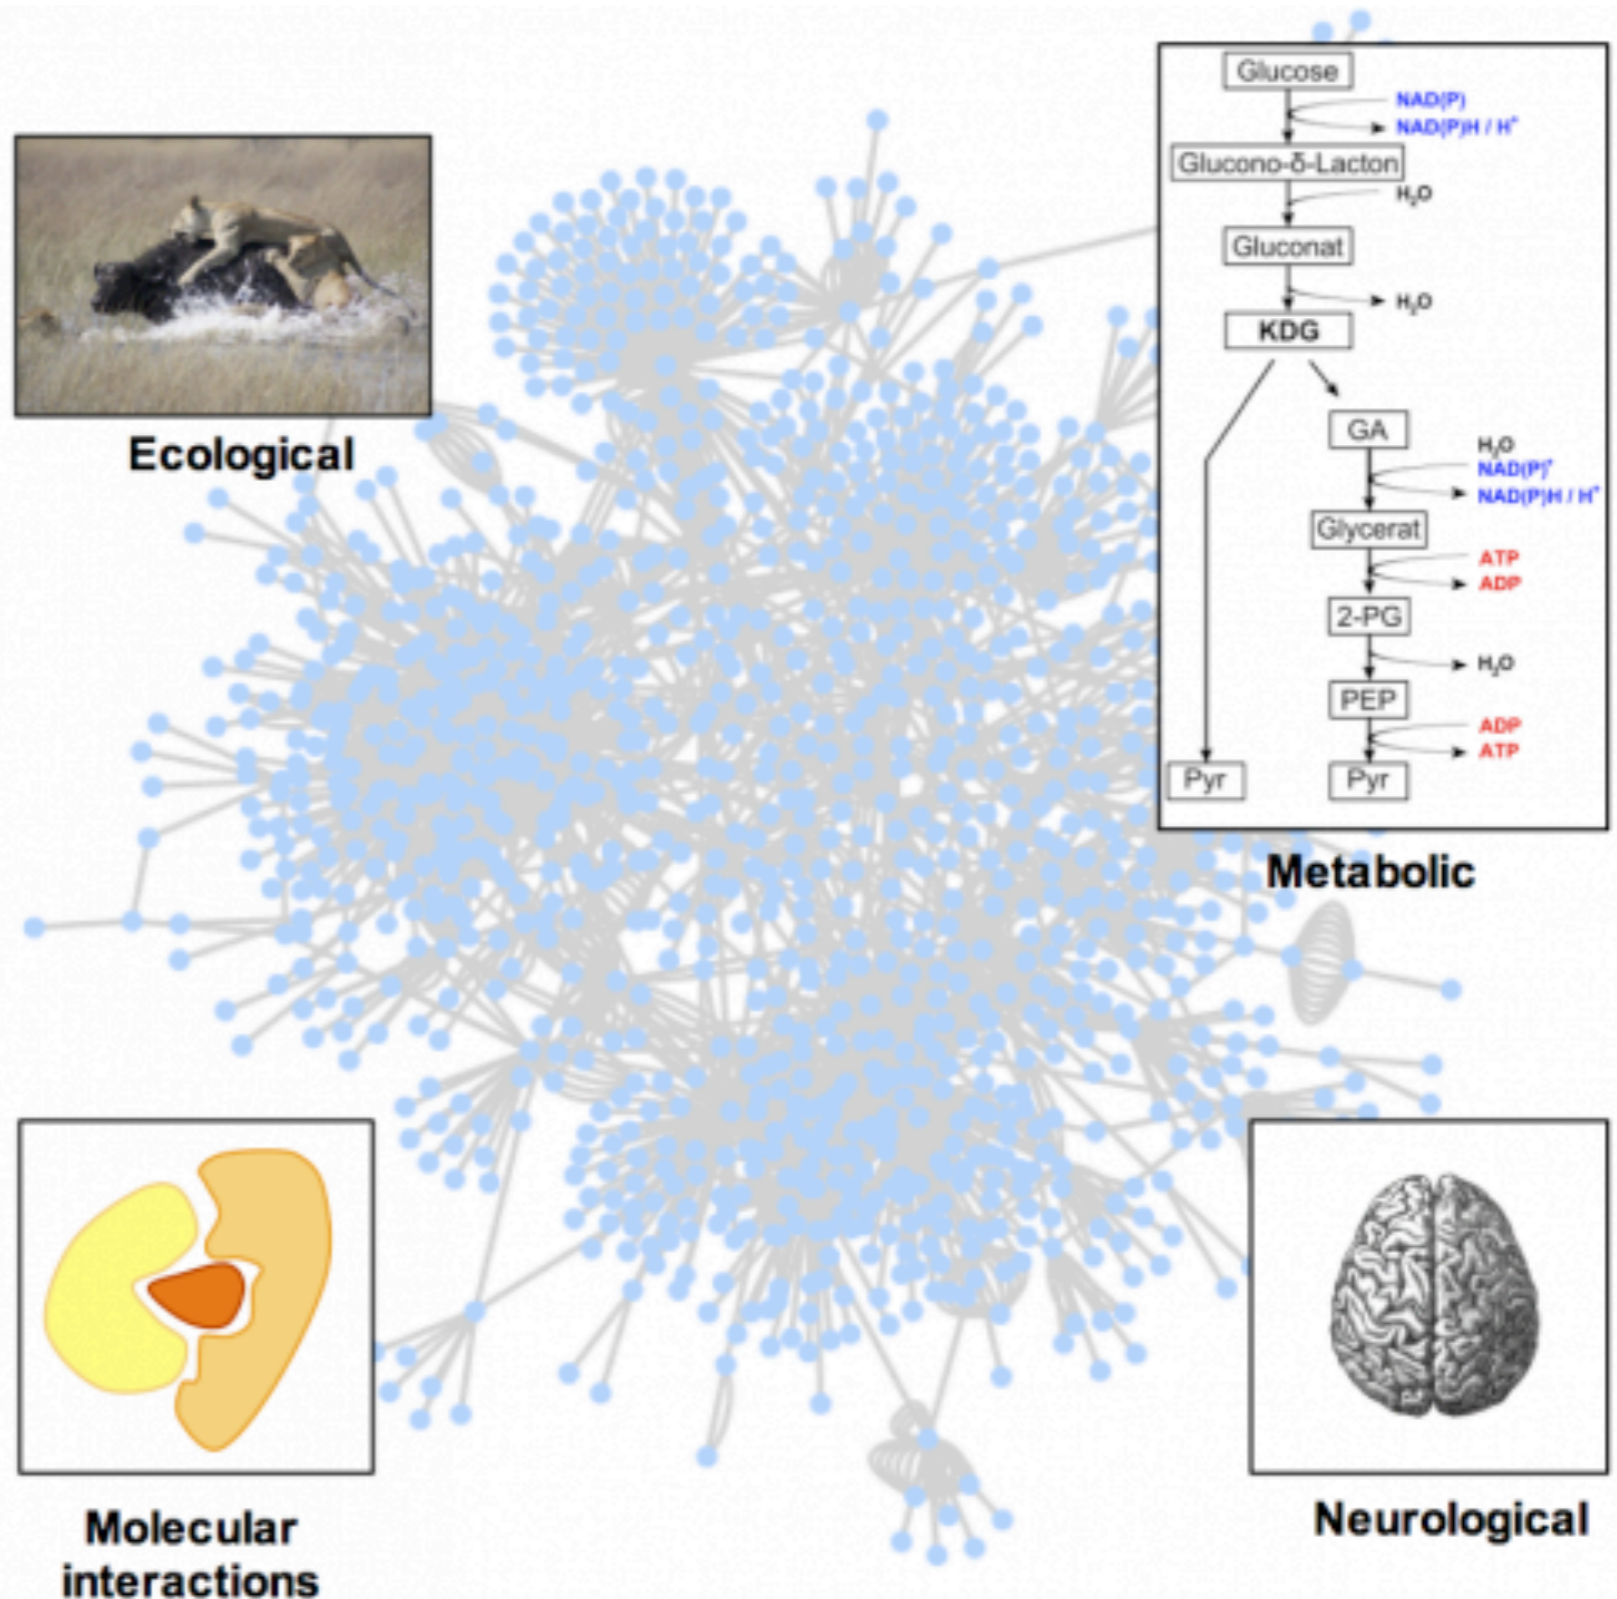 Ecological
Glucose
NAD(P)
NAD(P)H / H⁺
Glucono-δ-Lacton
H₂O
Gluconat
H₂O
KDG
GA
H₂O
NAD(P)⁺
NAD(P)H / H⁺
Glycerat
ATP
ADP
2-PG
H₂O
PEP
ADP
ATP
Pyr
Pyr
Metabolic
Molecular
interactions
Neurological